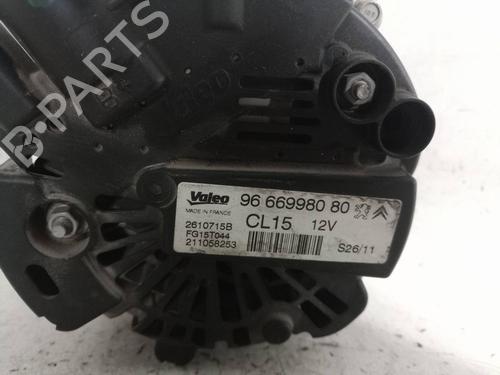 B-PARTS
Valeo
MADE IN FRANCE
96 669980 80
2610715B
CL15 12V
FG15T044
211058253
S26/11